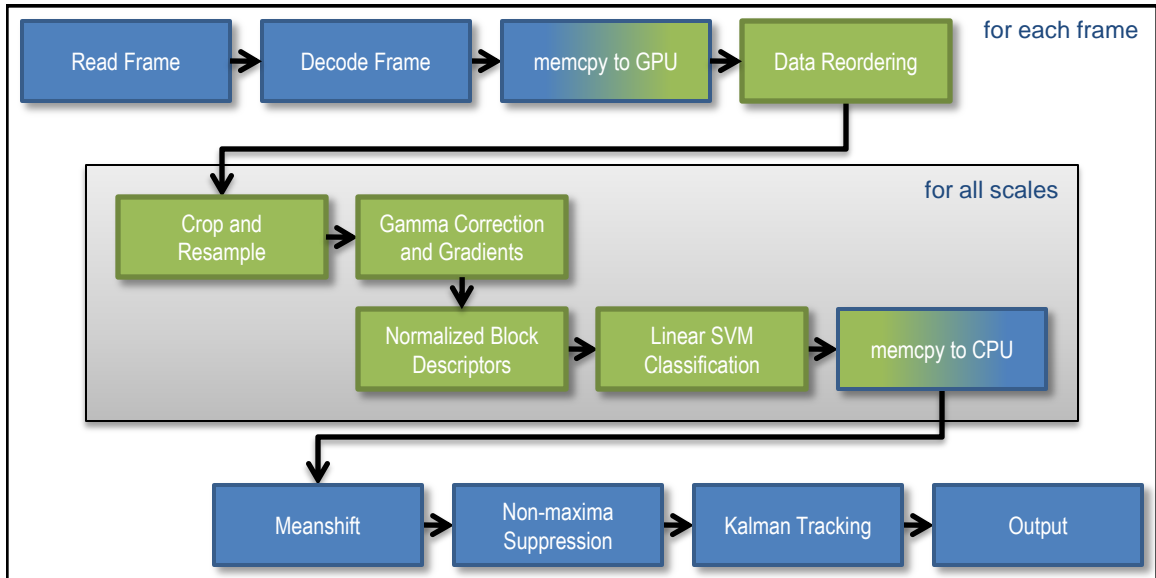 for each frame
Read Frame
Decode Frame
memcpy to GPU
Data Reordering
for all scales
Crop and
Resample
Gamma Correction
and Gradients
Normalized Block
Descriptors
Linear SVM
Classification
memcpy to CPU
Meanshift
Non-maxima
Suppression
Kalman Tracking
Output